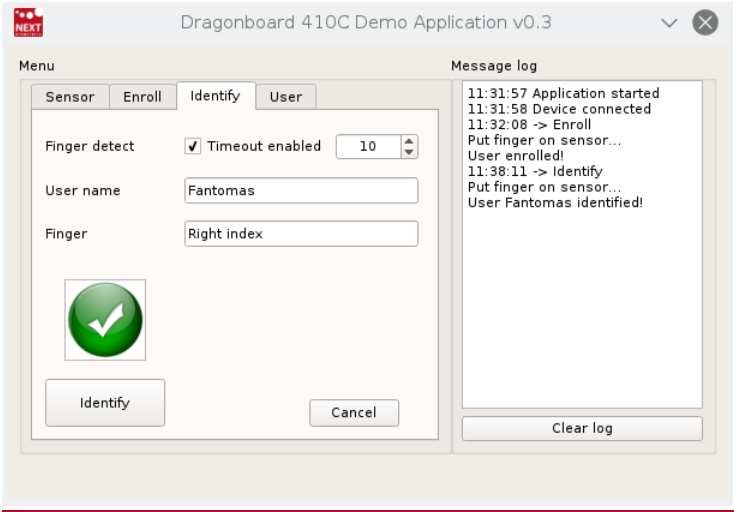 NEXT
Dragonboard 410C Demo Application v0.3
Menu
Sensor Enroll Identify User
Finger detect Timeout enabled 10
User name Fantomas
Finger Right index
Identify
Cancel
Message log
11:31:57 Application started
11:31:58 Device connected
11:32:08 -> Enroll
Put finger on sensor...
User enrolled!
11:38:11 -> Identify
Put finger on sensor...
User Fantomas identified!
Clear log